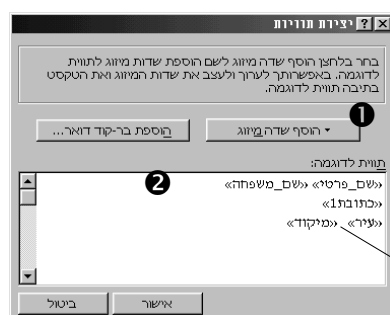 יצירת תוויות
בחר בלחצן הוסף שדה מיזוג לשם הוספת שדות מיזוג לתווית
לדוגמה. באפשרותך לערוך ולעצב את שדות המיזוג ואת הטקסט
בתיבה תווית לדוגמה.
1
הוסף שדה מיזוג
הוספת בר-קוד דואר...
תווית לדוגמה:
2
«שם_פרטי» «שם_משפחה»
«כתובת1»
«עיר» «מיקוד»
אישור
ביטול